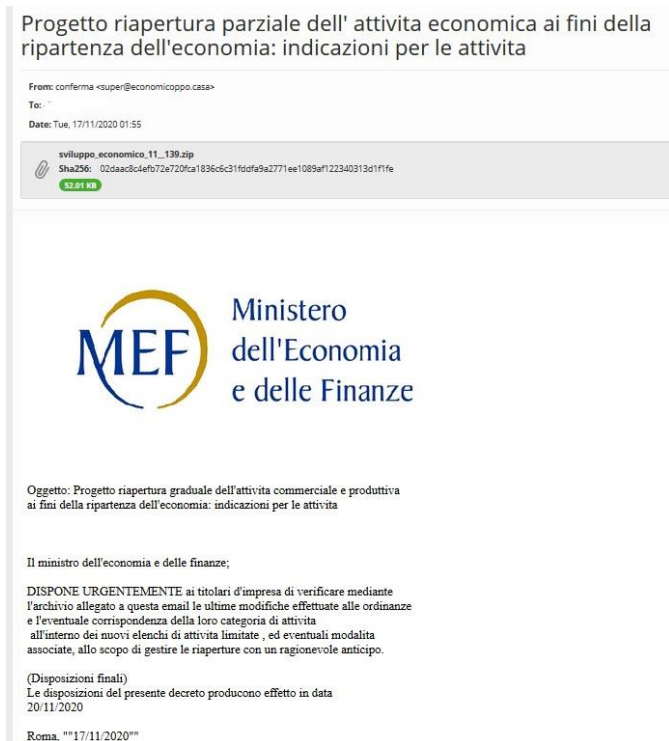 Progetto riapertura parziale dell' attivita economica ai fini della
ripartenza dell'economia: indicazioni per le attivita
From: conferma <super@economicoppo.casa>
To:
Date: Tue, 17/11/2020 01:55
sviluppo_economico_11__139.zip
Sha256: 02daac8c4efb72e720fca1836c6c31fddfa9a2771ee1089af122340313d1f1fe
52.01 KB
MEF
Ministero
dell'Economia
e delle Finanze
Oggetto: Progetto riapertura graduale dell'attivita commerciale e produttiva
ai fini della ripartenza dell'economia: indicazioni per le attivita
Il ministro dell'economia e delle finanze;
DISPONE URGENTEMENTE ai titolari d'impresa di verificare mediante
l'archivio allegato a questa email le ultime modifiche effettuate alle ordinanze
e l'eventuale corrispondenza della loro categoria di attivita
all'interno dei nuovi elenchi di attivita limitate , ed eventuali modalita
associate, allo scopo di gestire le riaperture con un ragionevole anticipo.
(Disposizioni finali)
Le disposizioni del presente decreto producono effetto in data
20/11/2020
Roma, ""17/11/2020""